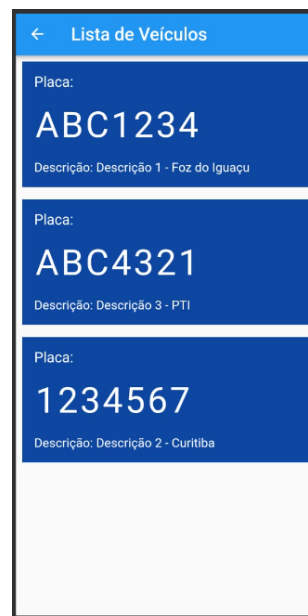 Lista de Veículos
Placa:
ABC1234
Descrição: Descrição 1 - Foz do Iguaçu
Placa:
ABC4321
Descrição: Descrição 3 - PTI
Placa:
1234567
Descrição: Descrição 2 - Curitiba